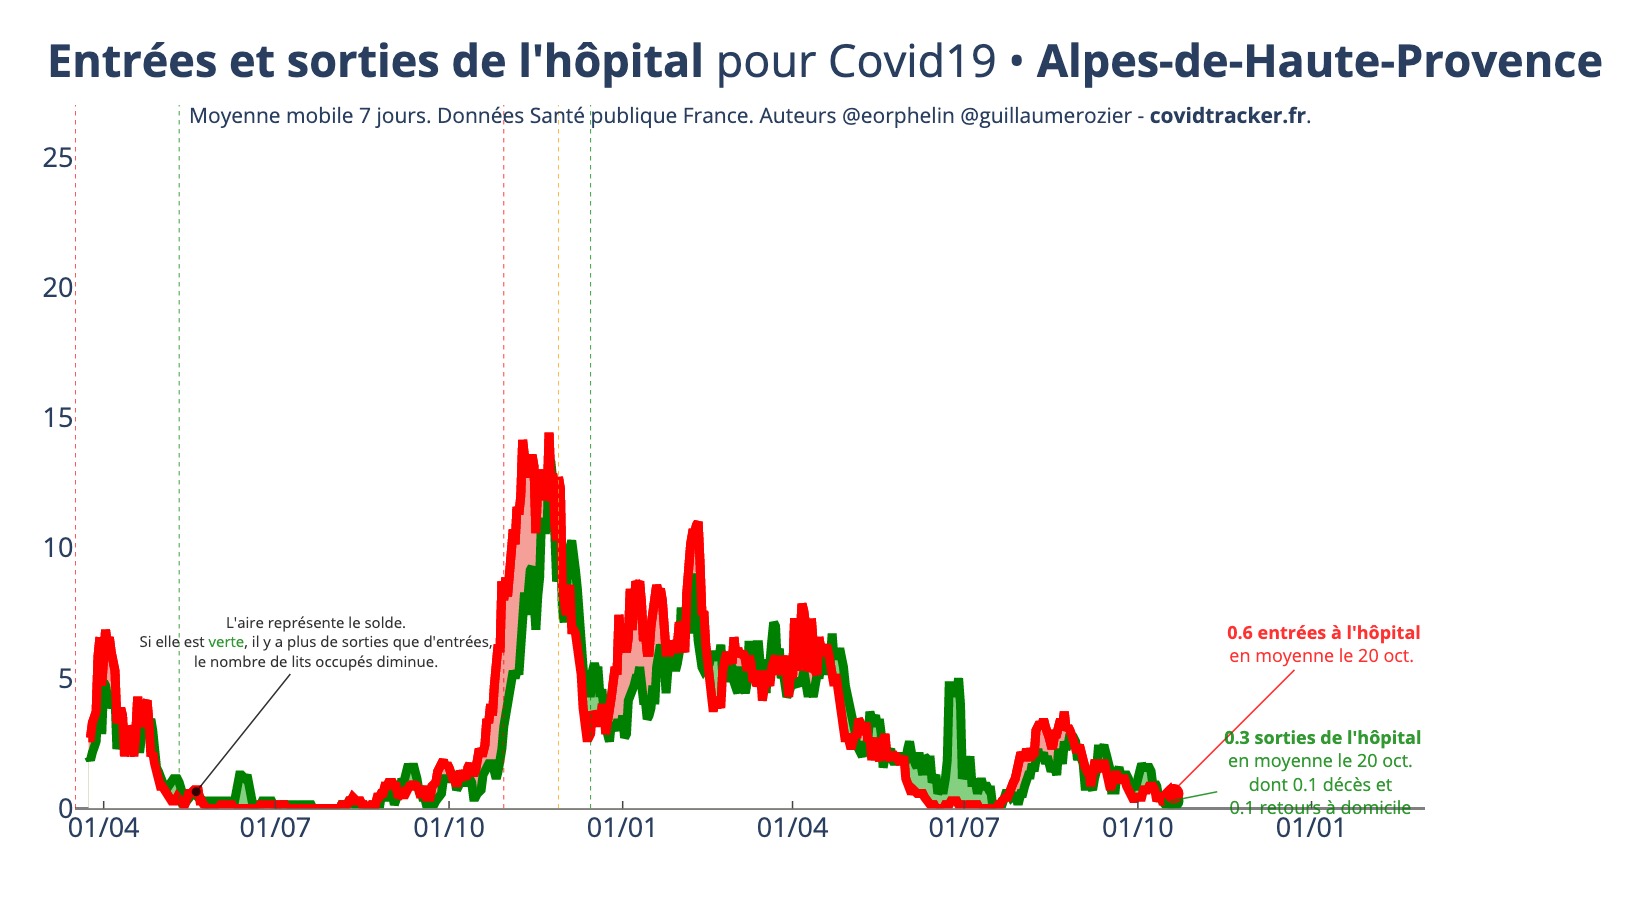 Entrées et sorties de l'hôpital pour Covid19 • Alpes-de-Haute-Provence
Moyenne mobile 7 jours. Données Santé publique France. Auteurs @eorphelin @guillaumerozier - covidtracker.fr.
25
20
15
10
5
0
L'aire représente le solde.
Si elle est verte, il y a plus de sorties que d'entrées,
le nombre de lits occupés diminue.
0.6 entrées à l'hôpital
en moyenne le 20 oct.
0.3 sorties de l'hôpital
en moyenne le 20 oct.
dont 0.1 décès et
0.1 retours à domicile
01/04 01/07 01/10 01/01 01/04 01/07 01/10 01/01